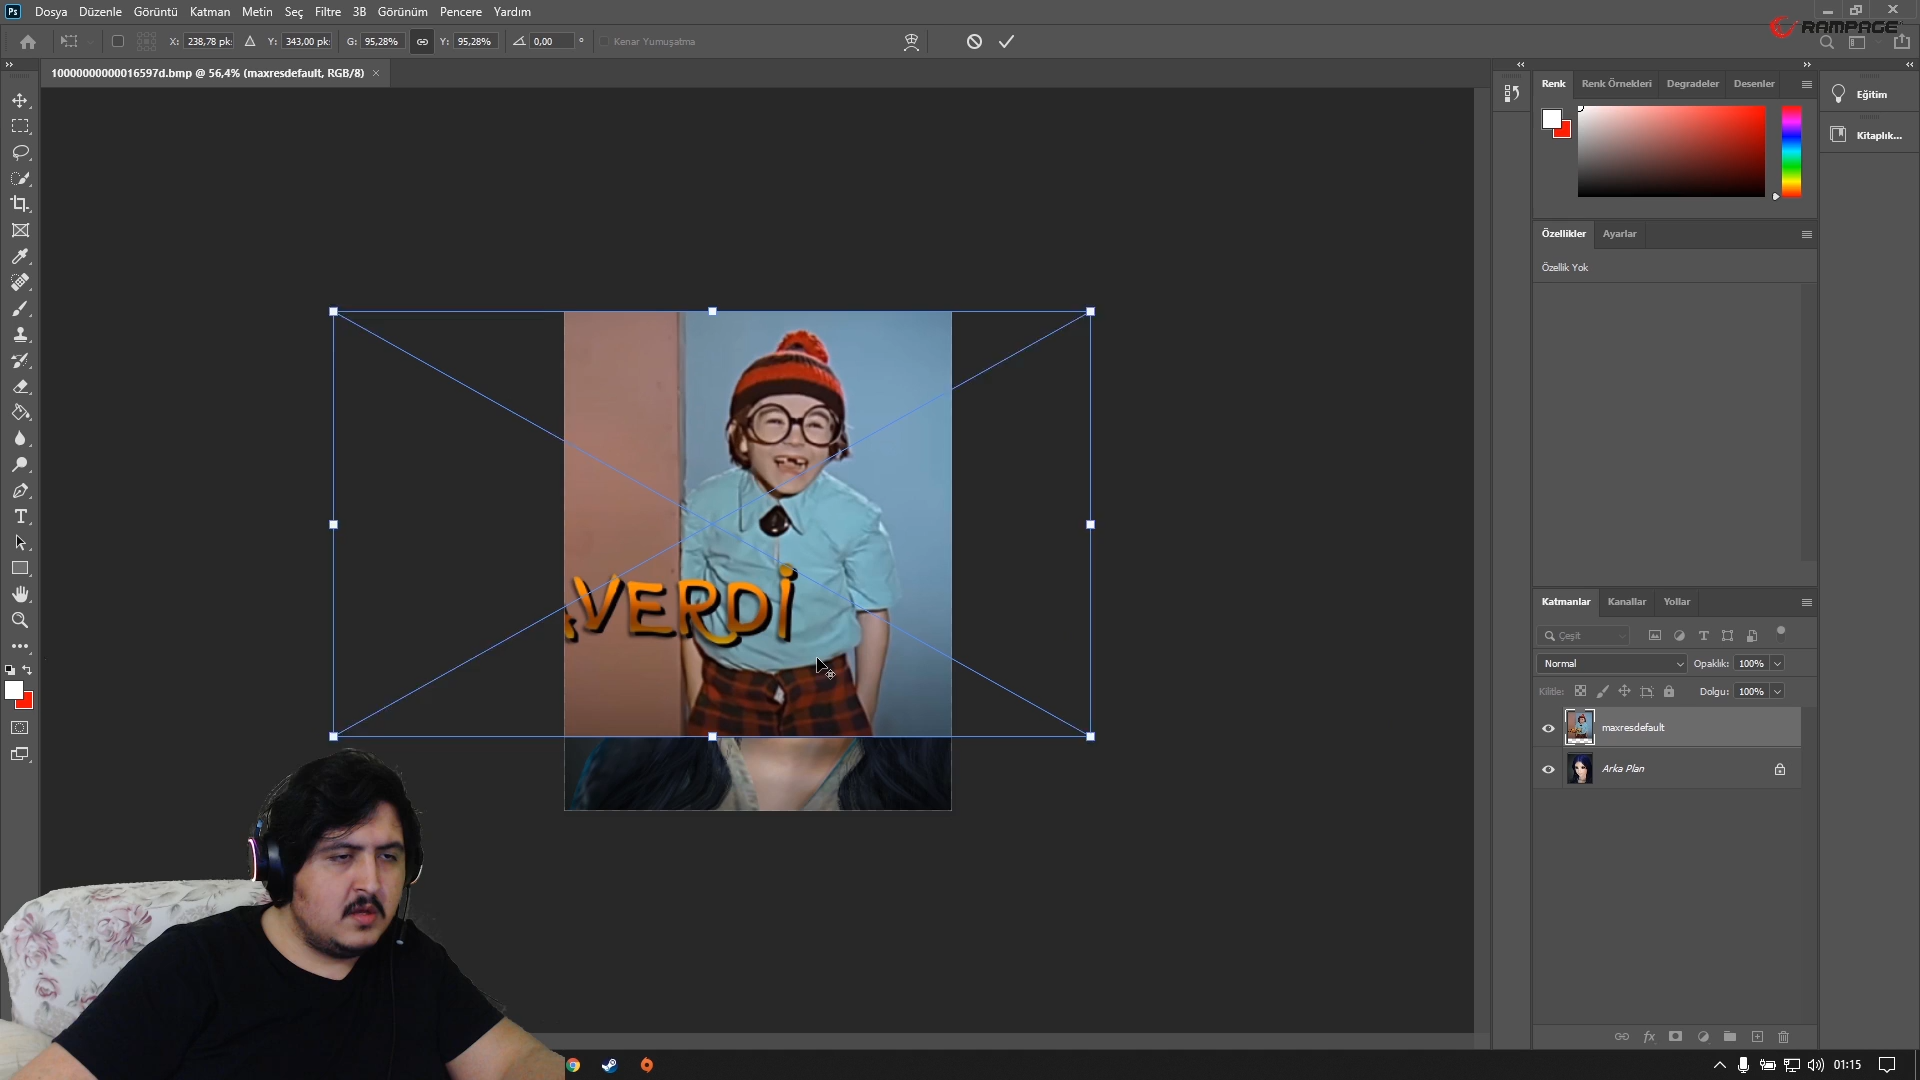 Ps Dosya Düzenle Görüntü Katman Metin Seç Filtre 3B Görünüm Pencere Yardım
RAMPAGE
X: 238,78 pk: Y: 343,00 pk: G: 95,28% Y: 95,28% 0,00 ° Kenar Yumuşatma
10000000000016597d.bmp @ 56,4% (maxresdefault, RGB/8) ×
Renk Renk Örnekleri Degradeler Desenler
Eğitim
Kitaplık...
Özellikler Ayarlar
Özellik Yok
AVERDİ
Katmanlar Kanallar Yollar
Çeşit
Normal Opaklık: 100%
Kilitle: Dolgu: 100%
maxresdefault
Arka Plan
fx
01:15